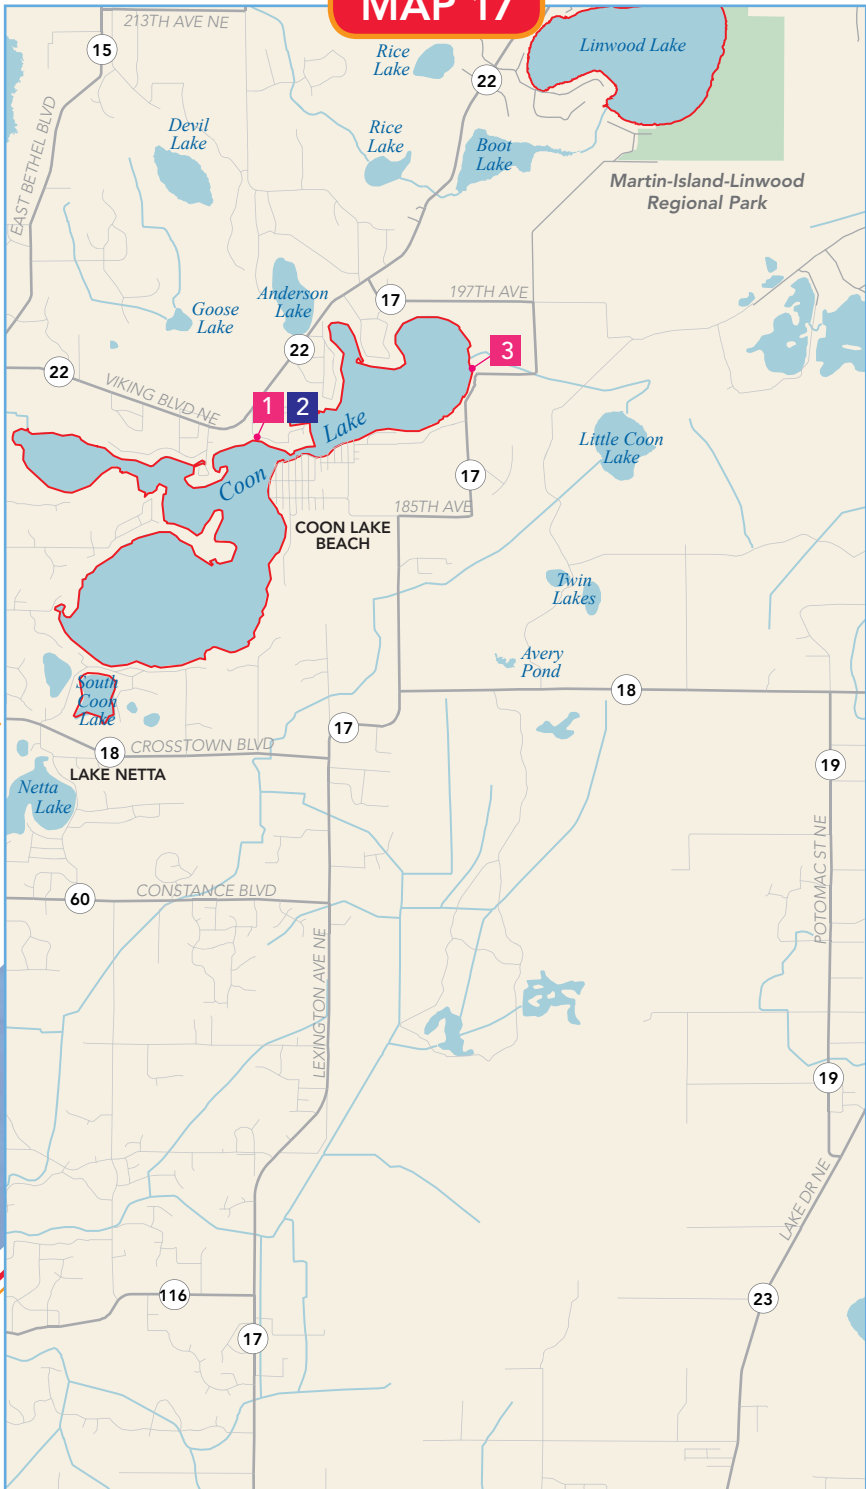 MAP 17
213TH AVE NE
15
Rice
Lake
Linwood Lake
22
EAST BETHEL BLVD
Devil
Lake
Rice
Lake
Boot
Lake
Martin-Island-Linwood
Regional Park
Goose
Lake
Anderson
Lake
17
197TH AVE
22
22
3
VIKING BLVD NE
1
2
Coon Lake
Little Coon
Lake
17
185TH AVE
COON LAKE
BEACH
Twin
Lakes
Avery
Pond
South
Coon
Lake
18
17
18
CROSSTOWN BLVD
LAKE NETTA
Netta
Lake
19
POTOMAC ST NE
60
CONSTANCE BLVD
LEXINGTON AVE NE
19
LAKE DR NE
116
23
17